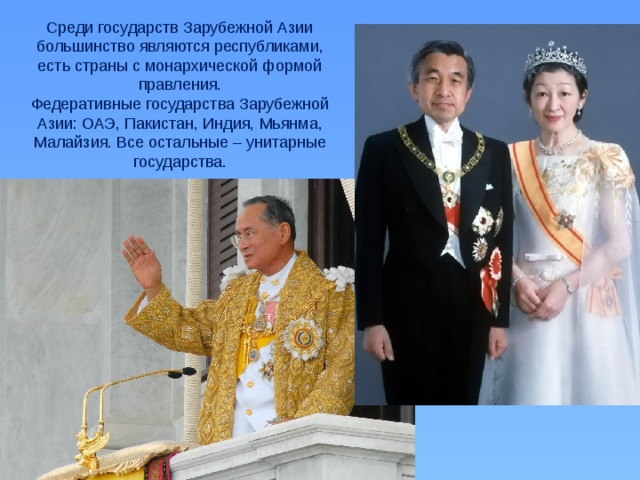 Среди государств Зарубежной Азии
большинство являются республиками,
есть страны с монархической формой
правления.
Федеративные государства Зарубежной
Азии: ОАЭ, Пакистан, Индия, Мьянма,
Малайзия. Все остальные – унитарные
государства.